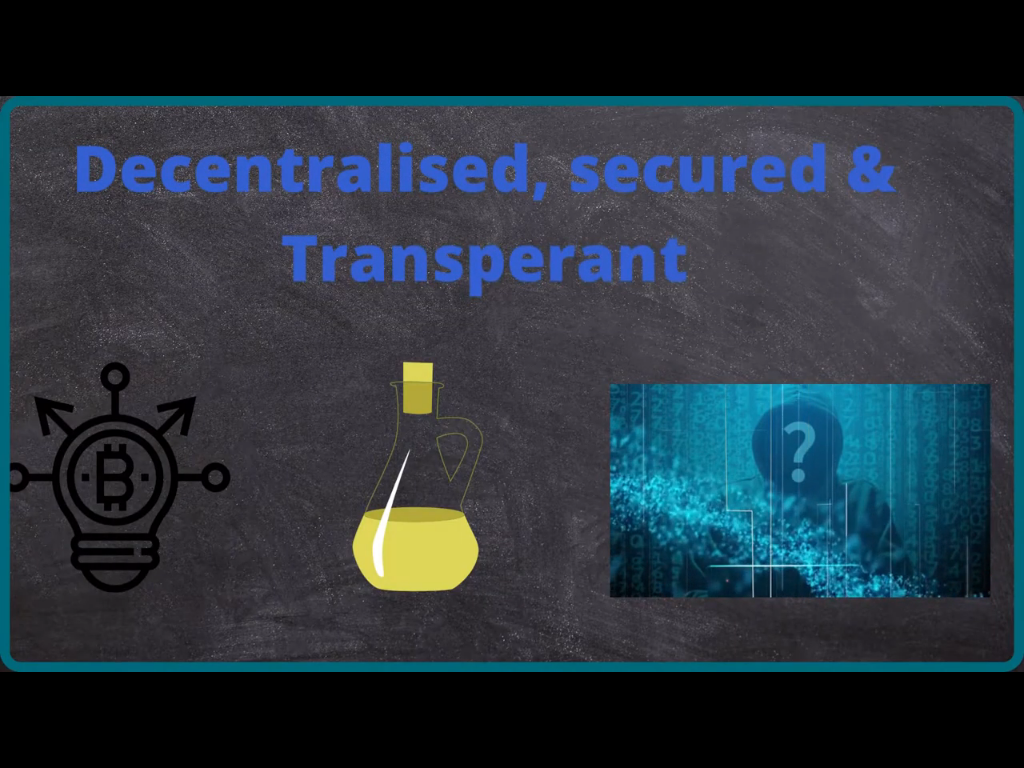 Decentralised, secured &
Transperant
?